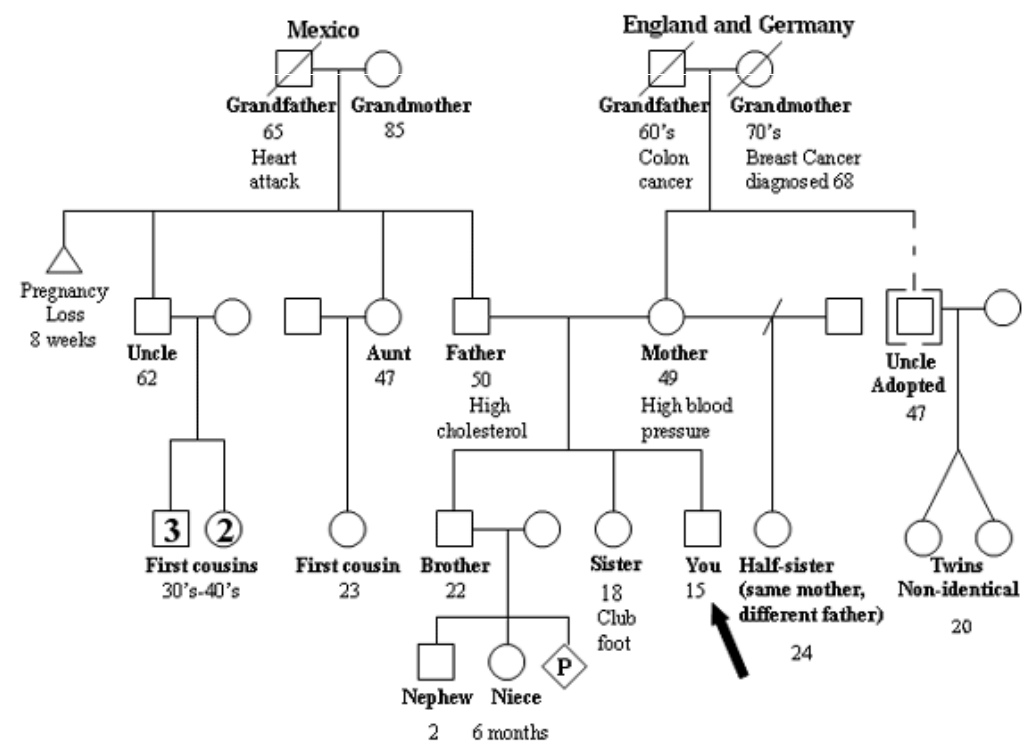 Mexico
England and Germany
Grandfather
65
Heart
attack
Grandmother
85
Grandfather
60's
Colon
cancer
Grandmother
70's
Breast Cancer
diagnosed 68
Pregnancy
Loss
8 weeks
Uncle
62
Aunt
47
Father
50
High
cholesterol
Mother
49
High blood
pressure
Uncle
Adopted
47
3
2
First cousins
30's-40's
First cousin
23
Brother
22
Sister
18
Club
foot
You
15
Half-sister
(same mother,
different father)
24
Twins
Non-identical
20
P
Nephew
2
Niece
6 months